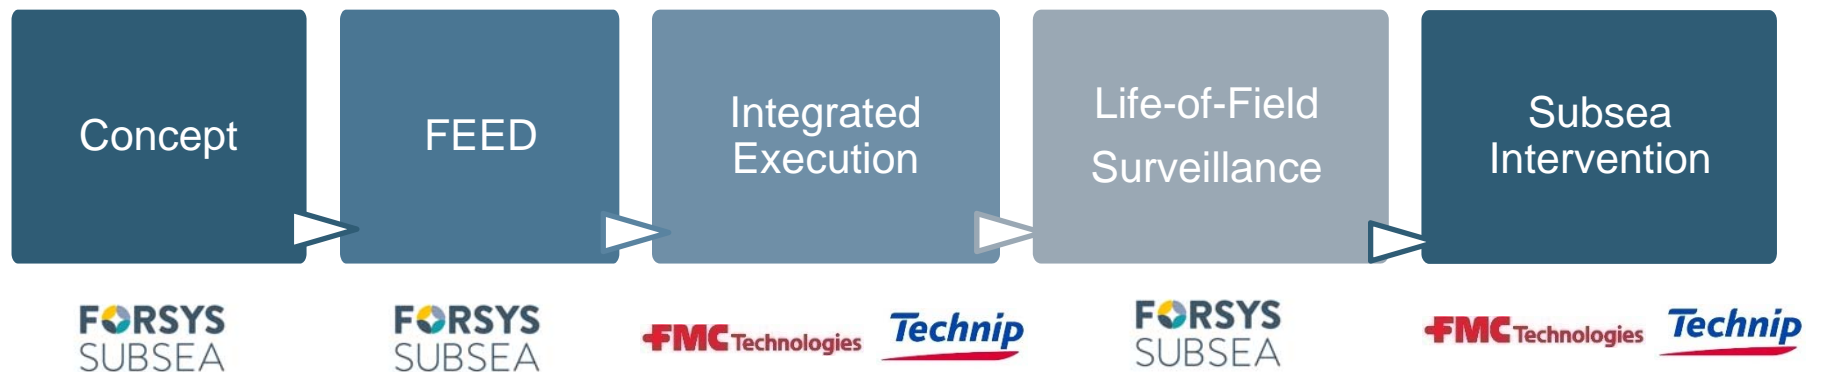 Concept
FEED
Integrated
Execution
Life-of-Field
Surveillance
Subsea
Intervention
FORSYS
SUBSEA
FORSYS
SUBSEA
FMC Technologies
Technip
FORSYS
SUBSEA
FMC Technologies
Technip